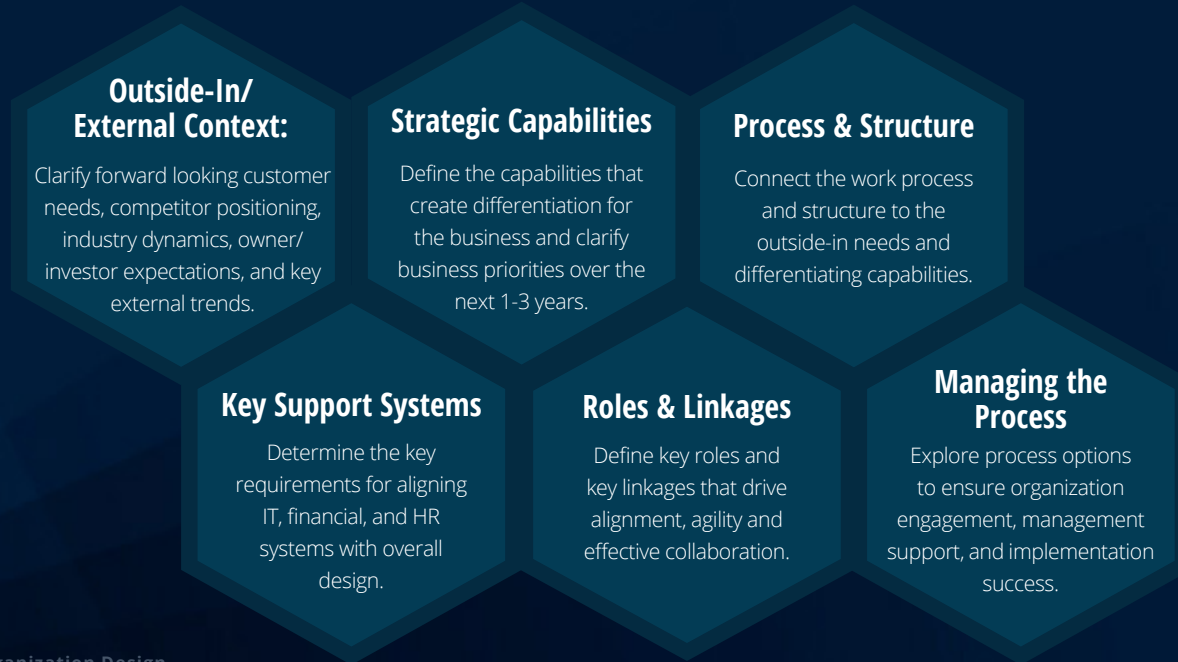 Outside-In/
External Context:
Clarify forward looking customer
needs, competitor positioning,
industry dynamics, owner/
investor expectations, and key
external trends.
Strategic Capabilities
Define the capabilities that
create differentiation for
the business and clarify
business priorities over the
next 1-3 years.
Process & Structure
Connect the work process
and structure to the
outside-in needs and
differentiating capabilities.
Key Support Systems
Determine the key
requirements for aligning
IT, financial, and HR
systems with overall
design.
Roles & Linkages
Define key roles and
key linkages that drive
alignment, agility and
effective collaboration.
Managing the
Process
Explore process options
to ensure organization
engagement, management
support, and implementation
success.
Design